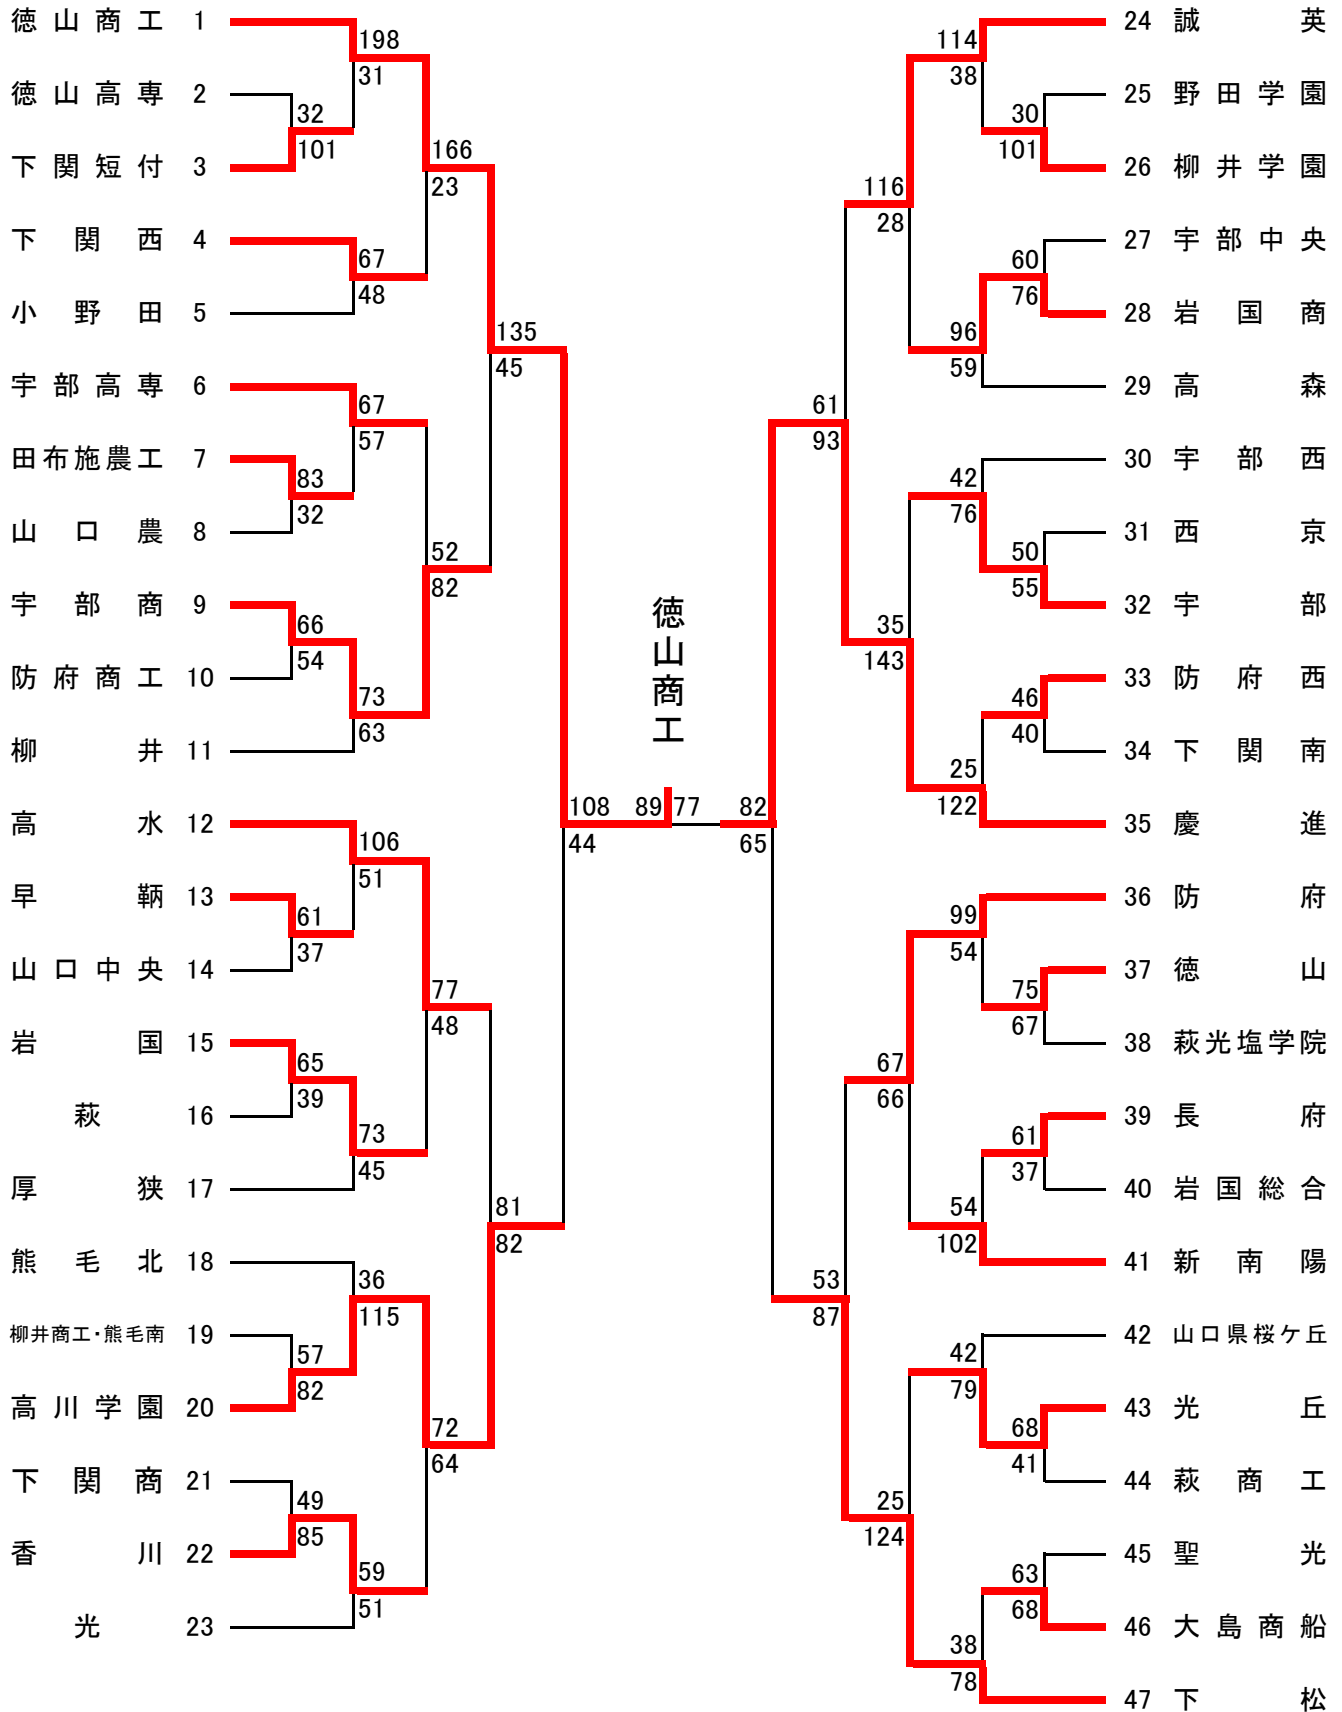 徳山商工 1
198
31
徳山高専 2
32
101
下関短付 3
166
23
下関西 4
67
48
小野田 5
135
45
宇部高専 6
67
57
田布施農工 7
83
32
山口農 8
52
82
宇部商 9
66
54
防府商工 10
73
63
柳井 11
108
44
高水 12
106
51
早鞆 13
61
37
山口中央 14
77
48
岩国 15
65
39
萩 16
73
45
厚狭 17
81
82
熊毛北 18
36
115
柳井商工・熊毛南 19
57
82
高川学園 20
72
64
下関商 21
49
85
香川 22
59
51
光 23
徳山商工
89 77
24 誠英
114
38
25 野田学園
30
101
26 柳井学園
116
28
27 宇部中央
60
76
28 岩国商
96
59
29 高森
61
93
30 宇部西
42
76
31 西京
50
55
32 宇部
35
143
33 防府西
46
40
34 下関南
25
122
35 慶進
82
65
36 防府
99
54
37 徳山
75
67
38 萩光塩学院
67
66
39 長府
61
37
40 岩国総合
54
102
41 新南陽
53
87
42 山口県桜ケ丘
42
79
43 光丘
68
41
44 萩商工
25
124
45 聖光
63
68
46 大島商船
38
78
47 下松